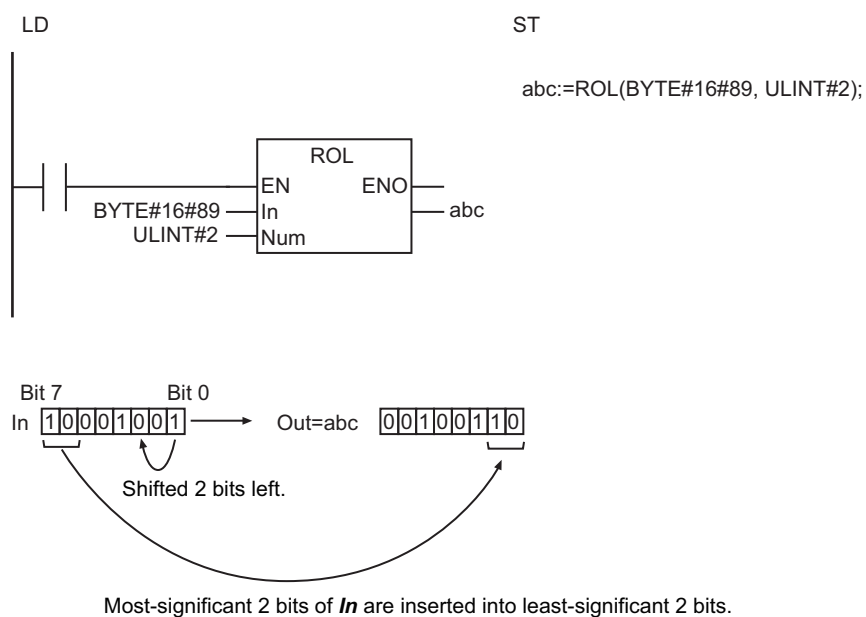 LD
ST
abc:=ROL(BYTE#16#89, ULINT#2);
ROL
EN ENO
BYTE#16#89 In abc
ULINT#2 Num
Bit 7 Bit 0
In 1 0 0 0 1 0 0 1 Out=abc 0 0 1 0 0 1 1 0
Shifted 2 bits left.
Most-significant 2 bits of In are inserted into least-significant 2 bits.